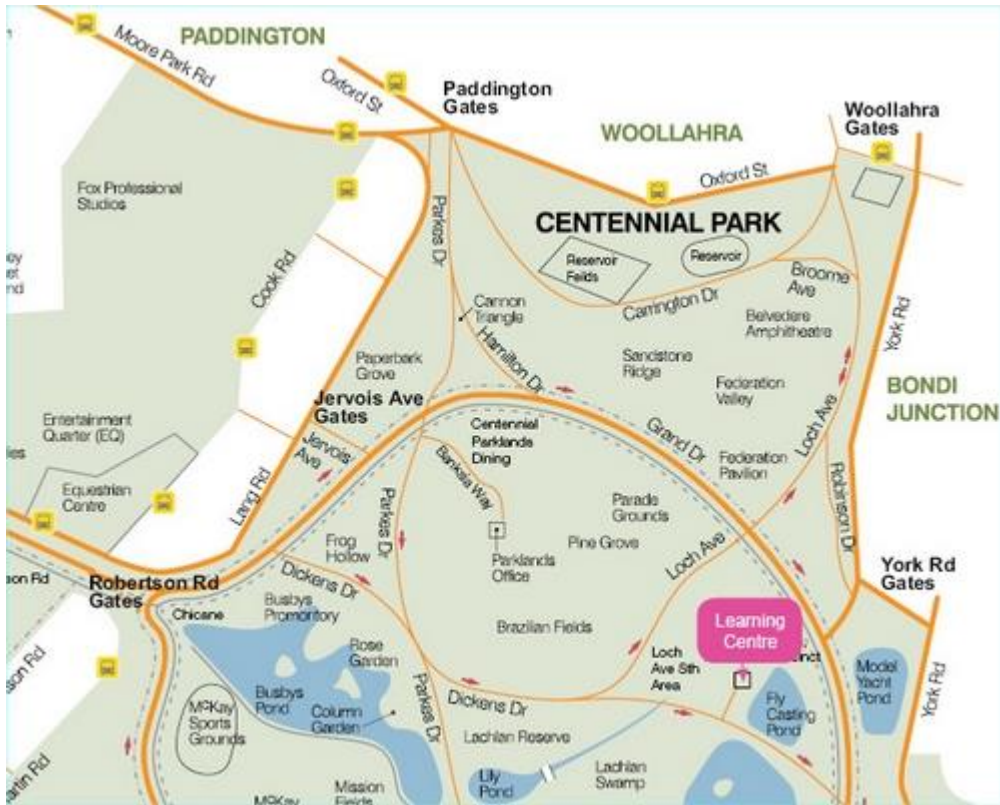 PADDINGTON
Moore Park Rd
Oxford St
Paddington
Gates
WOOLLAHRA
Woollahra
Gates
Oxford St
Fox Professional
Studios
Parkes Dr
CENTENNIAL PARK
Reservoir
Feilds
Reservoir
Broome
Ave
Carrington Dr
Cook Rd
Cannon
Triangle
Belvedere
Amphitheatre
York Rd
Hamilton Dr
Sandstone
Ridge
Paperbark
Grove
Federation
Valley
BONDI
JUNCTION
Jervois Ave
Gates
Entertainment
Quarter (EQ)
Centennial
Parklands
Dining
Grand Dr
Loch Ave
Jervois
Ave
Federation
Pavilion
Banksia Way
Equestrian
Centre
Lang Rd
Parkes Dr
Parade
Grounds
Robinson Dr
Frog
Hollow
Pine Grove
Loch Ave
Parklands
Office
York Rd
Gates
Robertson Rd
Gates
Dickens Dr
Chicane
Busbys
Promontory
Learning
Centre
Brazilian Fields
Rose
Garden
Loch
Ave Sth
Area
Model
Yacht
Pond
Busbys
Pond
Column
Garden
Parkes Dr
Dickens Dr
Fly
Casting
Pond
York Rd
McKay
Sports
Grounds
Lachlan Reserve
Lily
Pond
Lachlan
Swamp
Mission
Fields
McKay